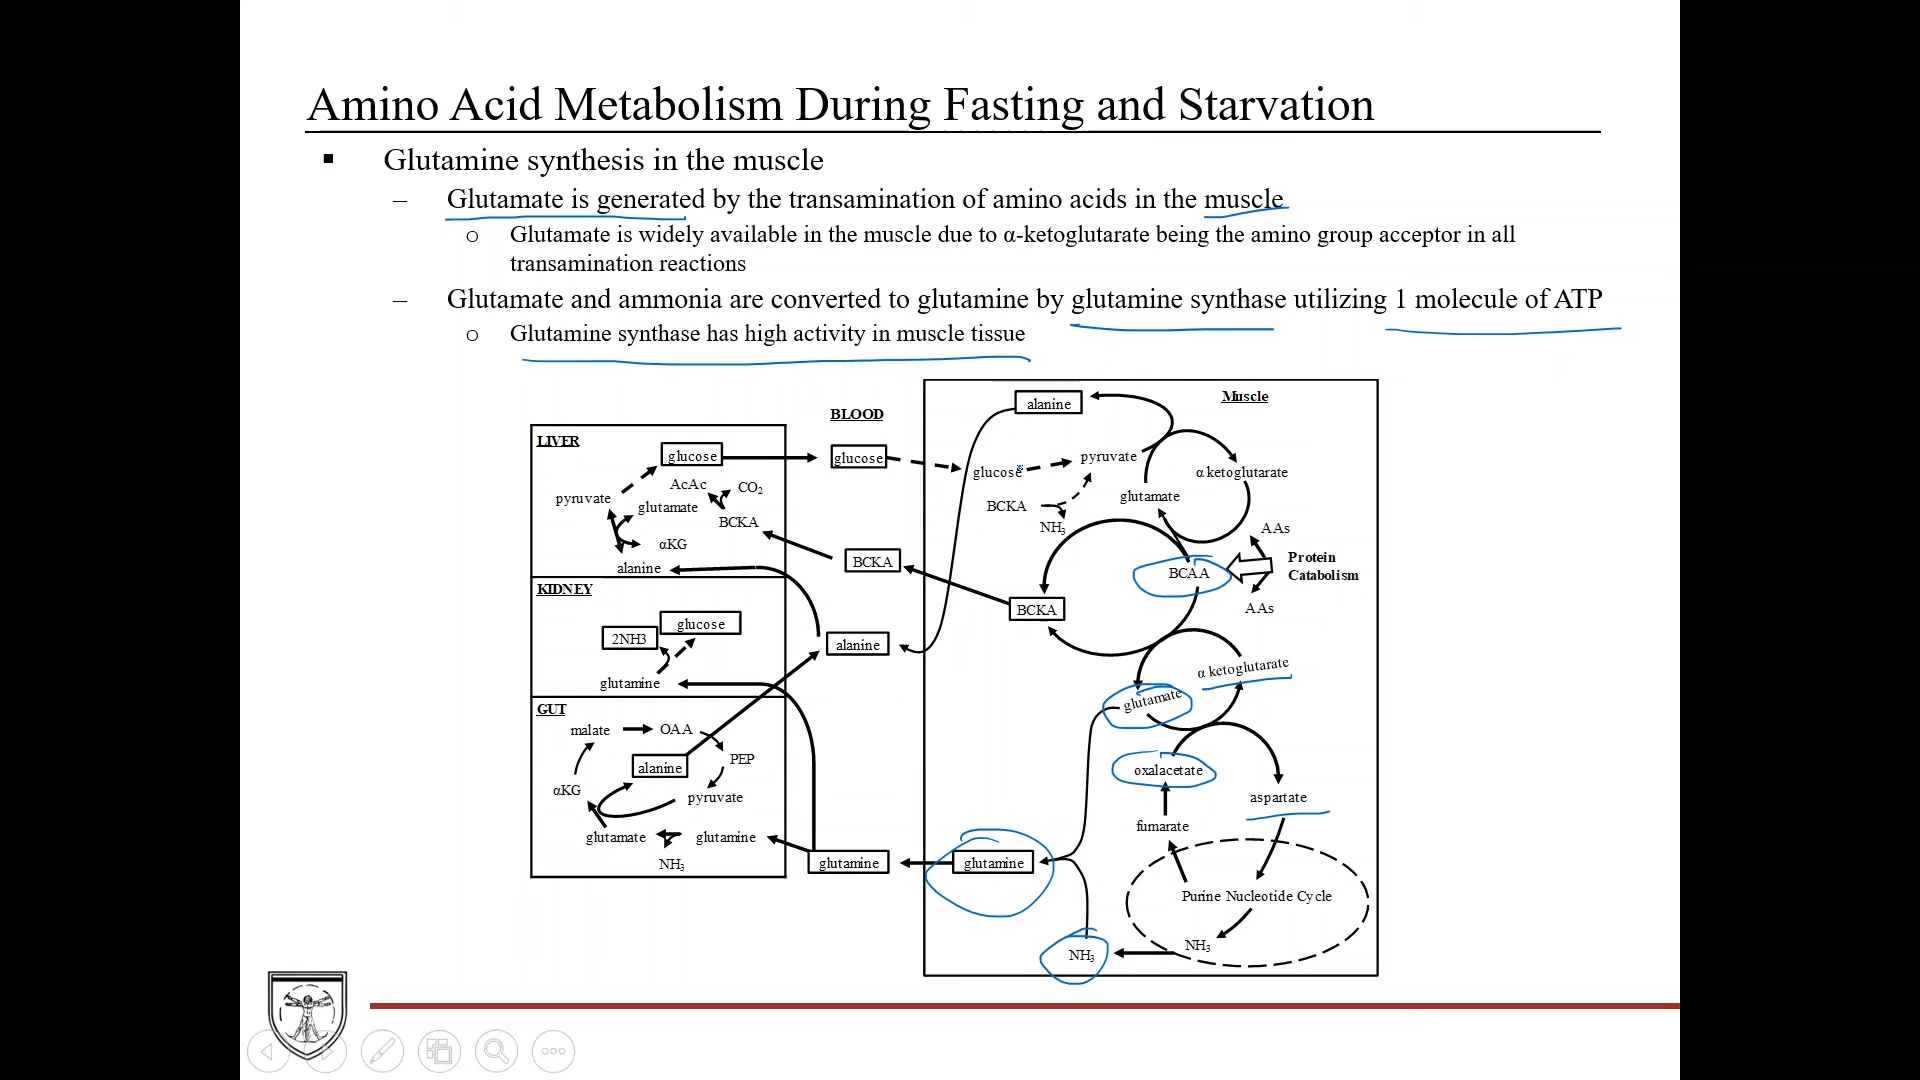 Amino Acid Metabolism During Fasting and Starvation
▪ Glutamine synthesis in the muscle
– Glutamate is generated by the transamination of amino acids in the muscle
o Glutamate is widely available in the muscle due to α-ketoglutarate being the amino group acceptor in all
transamination reactions
– Glutamate and ammonia are converted to glutamine by glutamine synthase utilizing 1 molecule of ATP
o Glutamine synthase has high activity in muscle tissue
LIVER
glucose
AcAc
CO₂
pyruvate
glutamate
BCKA
αKG
alanine
KIDNEY
glucose
2NH3
glutamine
GUT
malate
OAA
PEP
alanine
αKG
pyruvate
glutamate
glutamine
NH₃
BLOOD
glucose
BCKA
alanine
glutamine
Muscle
alanine
pyruvate
glucose
α ketoglutarate
glutamate
BCKA
NH₃
AAs
Protein
Catabolism
BCAA
AAs
BCKA
α ketoglutarate
glutamate
oxalacetate
aspartate
fumarate
glutamine
Purine Nucleotide Cycle
NH₃
NH₃